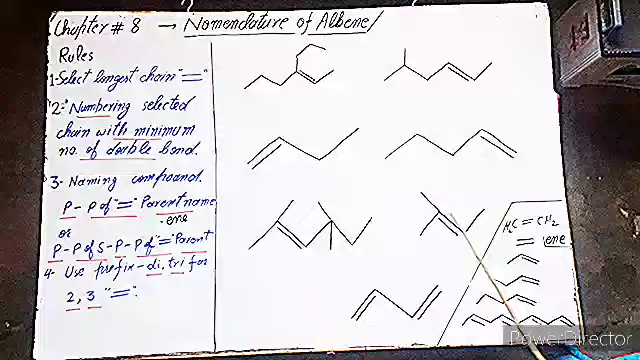 Chapter # 8 → Nomenclature of Alkene/
Rules
1- Select longest chain "="
2- Numbering selected
chain with minimum
no. of double bond.
3- Naming compound.
P - P of "=" Parent name
- ene
or
P - P of S - P - P of "=" Parent
4- Use prefix - di, tri for
2, 3 "=".
HC = CH2
= ene
PowerDirector